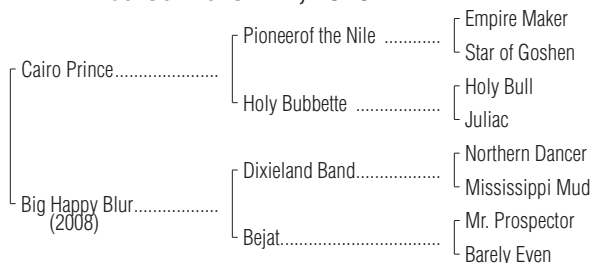 Cairo Prince......................
Big Happy Blur..................
(2008)
Pioneerof the Nile ............
Holy Bubbette ..................
Dixieland Band..................
Bejat..................................
Empire Maker
Star of Goshen
Holy Bull
Juliac
Northern Dancer
Mississippi Mud
Mr. Prospector
Barely Even